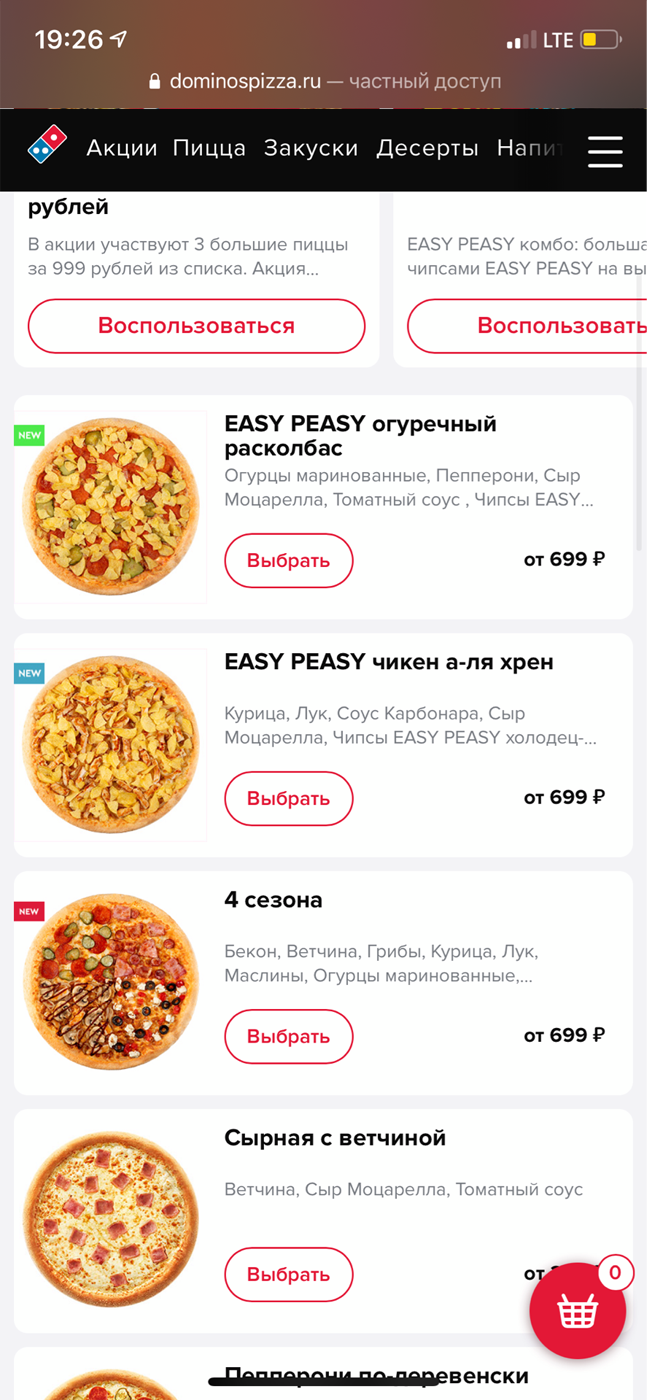 19:26
LTE
dominospizza.ru — частный доступ
Акции Пицца Закуски Десерты
рублей
В акции участвуют 3 большие пиццы
за 999 рублей из списка. Акция...
Воспользоваться
EASY PEASY комбо: больша
чипсами EASY PEASY на вы
Воспользовать
NEW
EASY PEASY огуречный
расколбас
Огурцы маринованные, Пепперони, Сыр
Моцарелла, Томатный соус , Чипсы EASY...
Выбрать
от 699 ₽
NEW
EASY PEASY чикен а-ля хрен
Курица, Лук, Соус Карбонара, Сыр
Моцарелла, Чипсы EASY PEASY холодец-...
Выбрать
от 699 ₽
NEW
4 сезона
Бекон, Ветчина, Грибы, Курица, Лук,
Маслины, Огурцы маринованные,...
Выбрать
от 699 ₽
Сырная с ветчиной
Ветчина, Сыр Моцарелла, Томатный соус
Выбрать
от
0
Пепперони по-деревенски